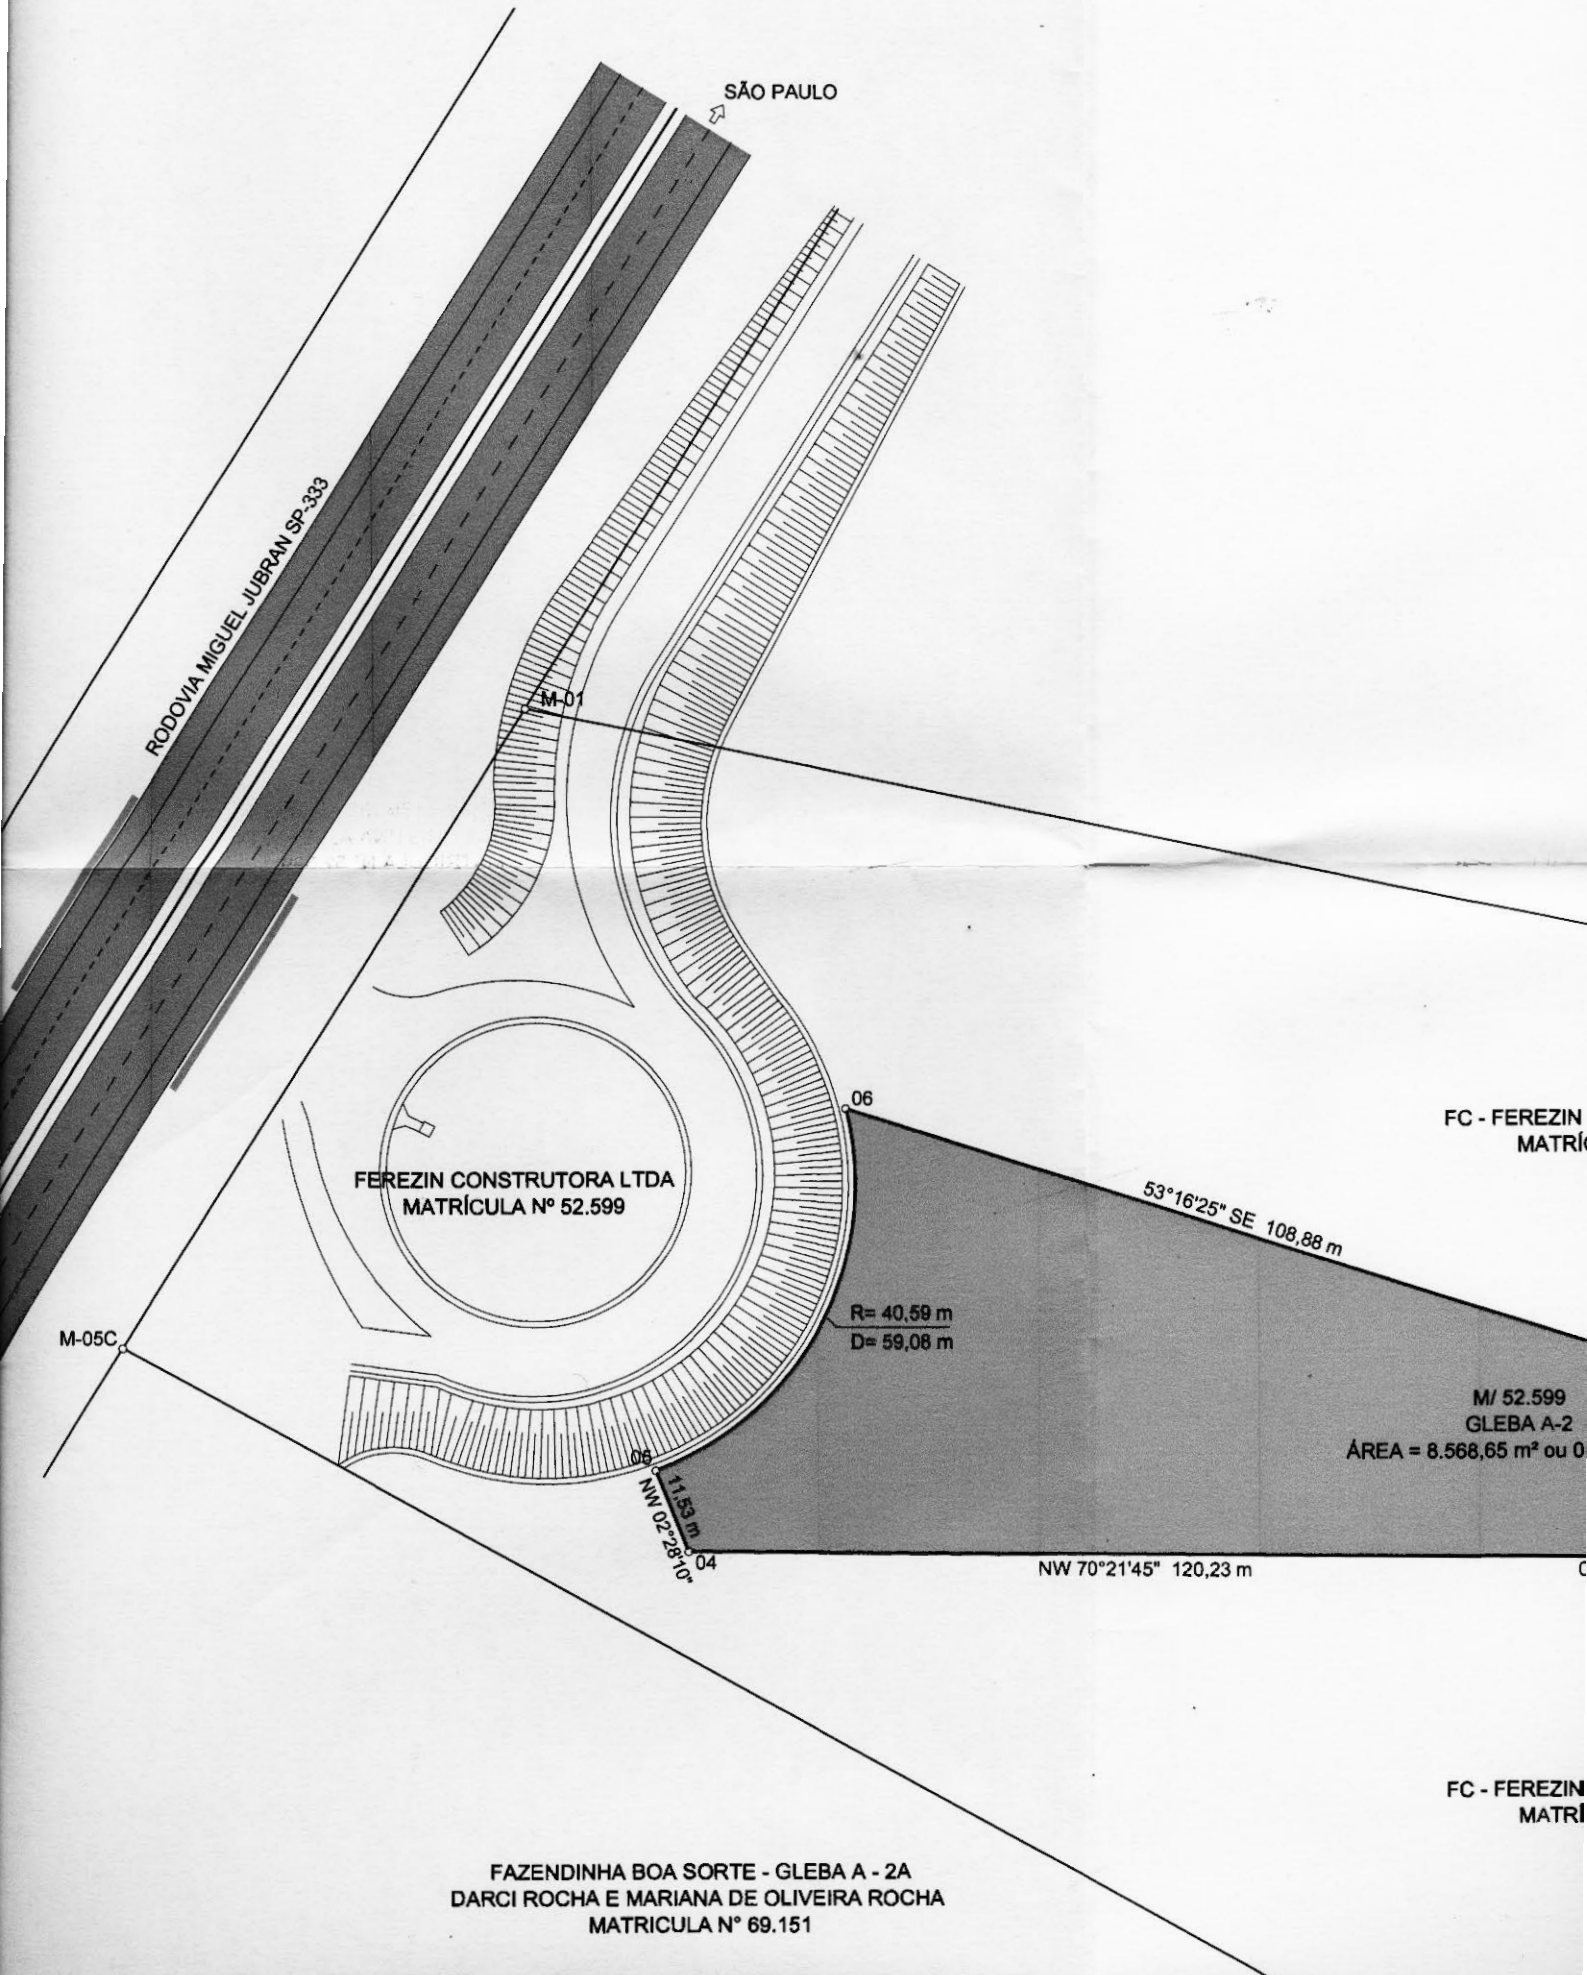 SÃO PAULO
RODOVIA MIGUEL JUBRAN SP-333
M-01
06
FC - FEREZIN
MATRÍC
53°16'25" SE 108,88 m
FEREZIN CONSTRUTORA LTDA
MATRÍCULA Nº 52.599
R= 40,59 m
D= 59,08 m
M-05C
M/ 52.599
GLEBA A-2
ÁREA = 8.568,65 m² ou 0
05
11,53 m
NW 02°28'10"
04
NW 70°21'45" 120,23 m
0
FC - FEREZIN
MATRÍ
FAZENDINHA BOA SORTE - GLEBA A - 2A
DARCI ROCHA E MARIANA DE OLIVEIRA ROCHA
MATRICULA N° 69.151